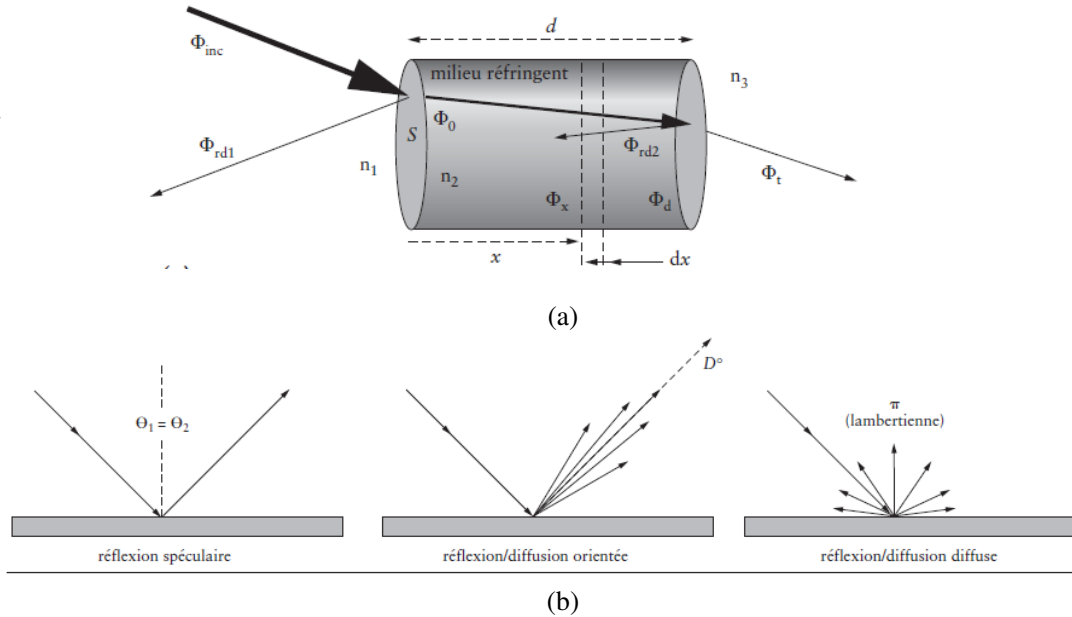 d
Φinc
milieu réfringent
n3
S
Φ0
Φrd1
Φrd2
n1
n2
Φt
Φx
Φd
x
dx
(a)
D°
Θ1 = Θ2
π
(lambertienne)
réflexion spéculaire
réflexion/diffusion orientée
réflexion/diffusion diffuse
(b)